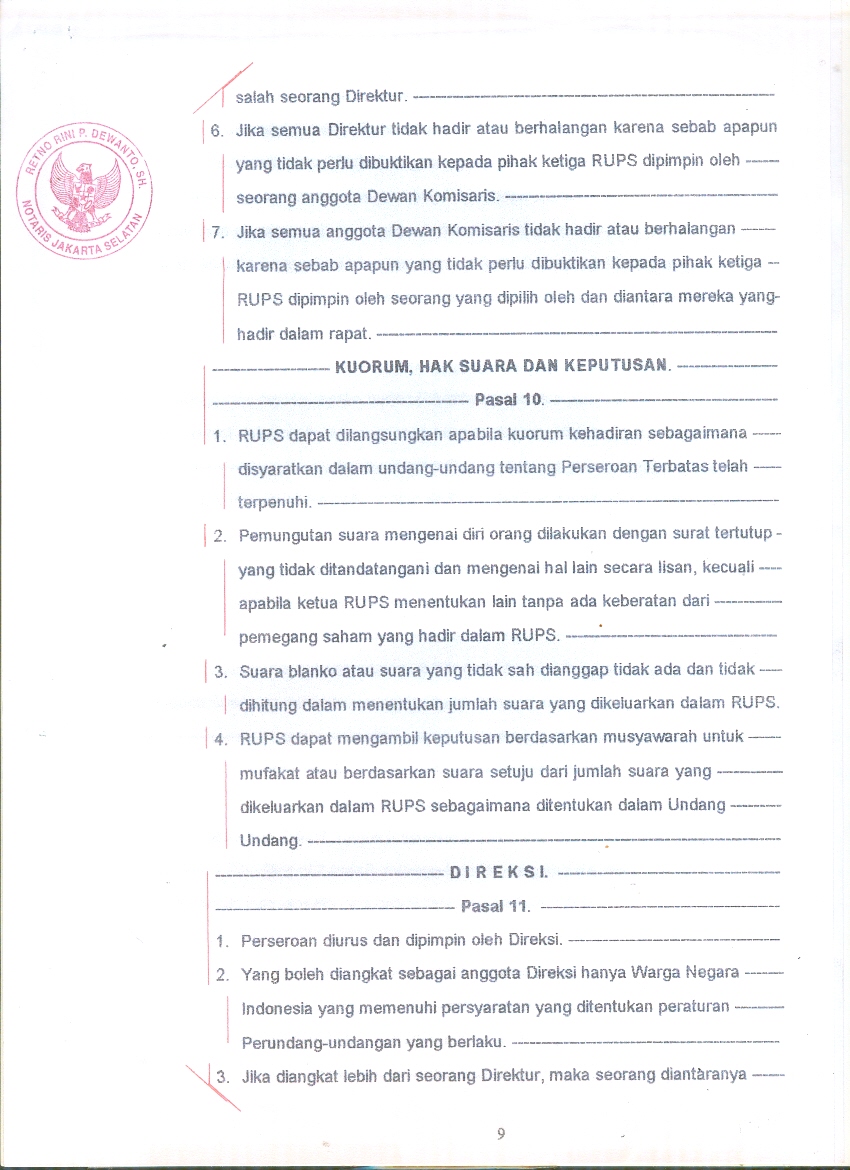 salah seorang Direktur. ---
RETNO RINI P. DEWANTO, SH.
NOTARIS JAKARTA SELATAN
6. Jika semua Direktur tidak hadir atau berhalangan karena sebab apapun
yang tidak perlu dibuktikan kepada pihak ketiga RUPS dipimpin oleh ---
seorang anggota Dewan Komisaris. ---
7. Jika semua anggota Dewan Komisaris tidak hadir atau berhalangan ---
karena sebab apapun yang tidak perlu dibuktikan kepada pihak ketiga --
RUPS dipimpin oleh seorang yang dipilih oleh dan diantara mereka yang-
hadir dalam rapat. ---
--- KUORUM, HAK SUARA DAN KEPUTUSAN. ---
--- Pasal 10. ---
1. RUPS dapat dilangsungkan apabila kuorum kehadiran sebagaimana ---
disyaratkan dalam undang-undang tentang Perseroan Terbatas telah ---
terpenuhi. ---
2. Pemungutan suara mengenai diri orang dilakukan dengan surat tertutup -
yang tidak ditandatangani dan mengenai hal lain secara lisan, kecuali ---
apabila ketua RUPS menentukan lain tanpa ada keberatan dari ---
pemegang saham yang hadir dalam RUPS. ---
3. Suara blanko atau suara yang tidak sah dianggap tidak ada dan tidak ---
dihitung dalam menentukan jumlah suara yang dikeluarkan dalam RUPS.
4. RUPS dapat mengambil keputusan berdasarkan musyawarah untuk ---
mufakat atau berdasarkan suara setuju dari jumlah suara yang ---
dikeluarkan dalam RUPS sebagaimana ditentukan dalam Undang ---
Undang. ---
--- D I R E K S I. ---
--- Pasal 11. ---
1. Perseroan diurus dan dipimpin oleh Direksi. ---
2. Yang boleh diangkat sebagai anggota Direksi hanya Warga Negara ---
Indonesia yang memenuhi persyaratan yang ditentukan peraturan ---
Perundang-undangan yang berlaku. ---
3. Jika diangkat lebih dari seorang Direktur, maka seorang diantaranya ---
9